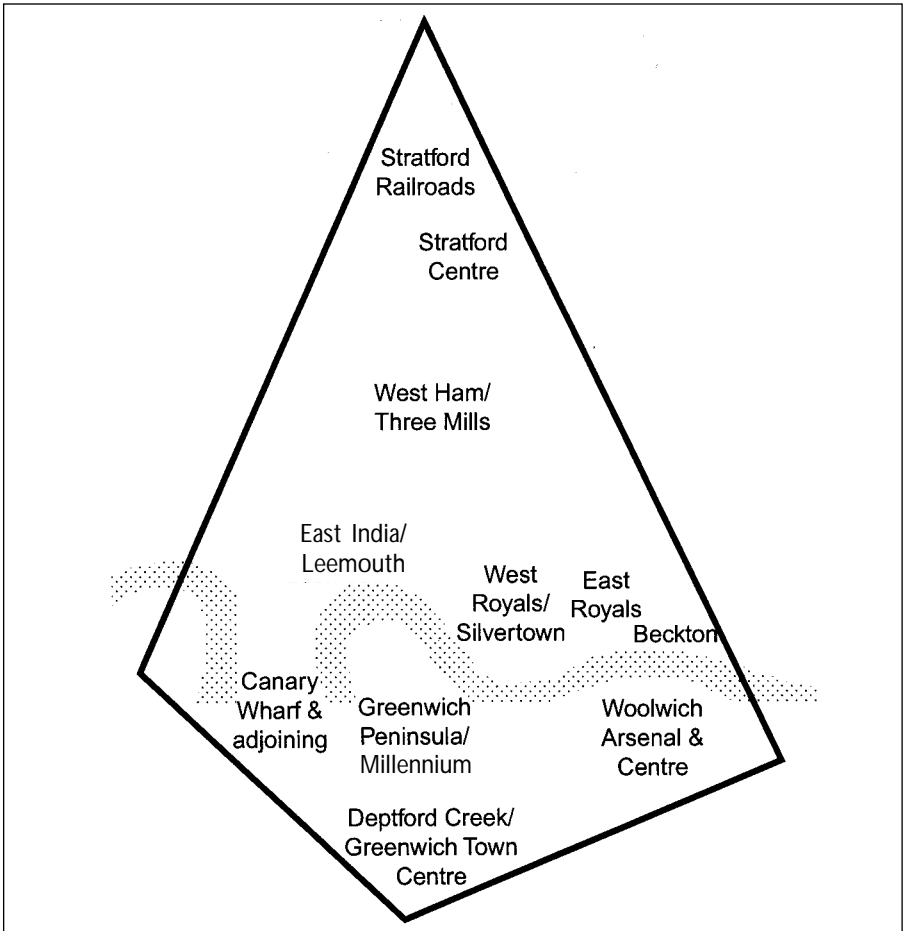 Stratford
Railroads
Stratford
Centre
West Ham/
Three Mills
East India/
Leemouth
West
Royals/
Silvertown
East
Royals
Beckton
Canary
Wharf &
adjoining
Greenwich
Peninsula/
Millennium
Woolwich
Arsenal &
Centre
Deptford Creek/
Greenwich Town
Centre